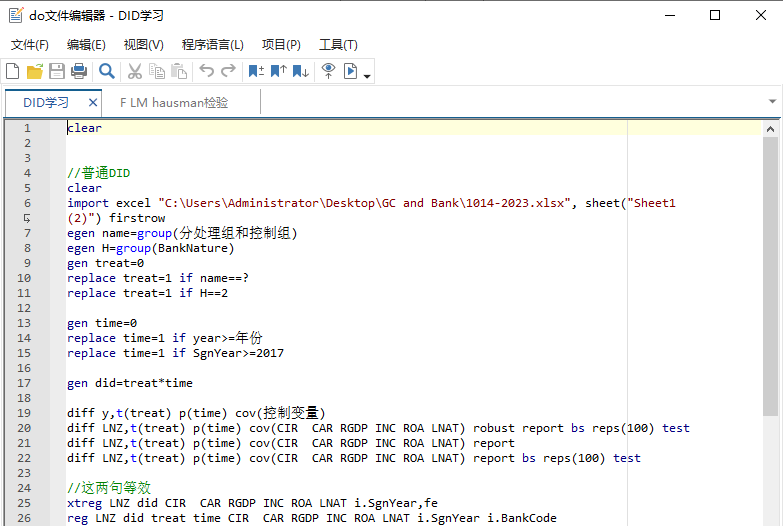 do文件编辑器 - DID学习
文件(F) 编辑(E) 视图(V) 程序语言(L) 项目(P) 工具(T)
DID学习 F LM hausman检验
1 clear
2
3
4 //普通DID
5 clear
6 import excel "C:\Users\Administrator\Desktop\GC and Bank\1014-2023.xlsx", sheet("Sheet1
(2)") firstrow
7 egen name=group(分处理组和控制组)
8 egen H=group(BankNature)
9 gen treat=0
10 replace treat=1 if name==?
11 replace treat=1 if H==2
12
13 gen time=0
14 replace time=1 if year>=年份
15 replace time=1 if SgnYear>=2017
16
17 gen did=treat*time
18
19 diff y,t(treat) p(time) cov(控制变量)
20 diff LNZ,t(treat) p(time) cov(CIR  CAR RGDP INC ROA LNAT) robust report bs reps(100) test
21 diff LNZ,t(treat) p(time) cov(CIR  CAR RGDP INC ROA LNAT) report
22 diff LNZ,t(treat) p(time) cov(CIR  CAR RGDP INC ROA LNAT) report bs reps(100) test
23
24 //这两句等效
25 xtreg LNZ did CIR  CAR RGDP INC ROA LNAT i.SgnYear,fe
26 reg LNZ did treat time CIR  CAR RGDP INC ROA LNAT i.SgnYear i.BankCode